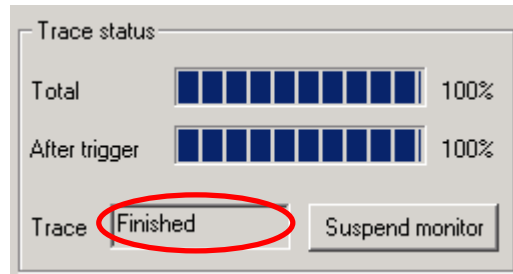 Trace status
Total 100%
After trigger 100%
Trace Finished Suspend monitor